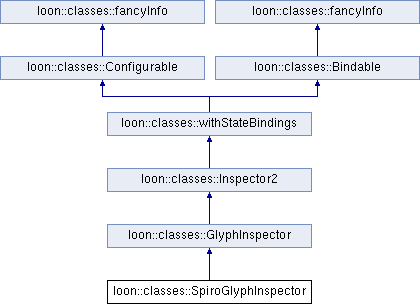 loon::classes::fancyInfo loon::classes::fancyInfo
loon::classes::Configurable loon::classes::Bindable
loon::classes::withStateBindings
loon::classes::Inspector2
loon::classes::GlyphInspector
loon::classes::SpiroGlyphInspector